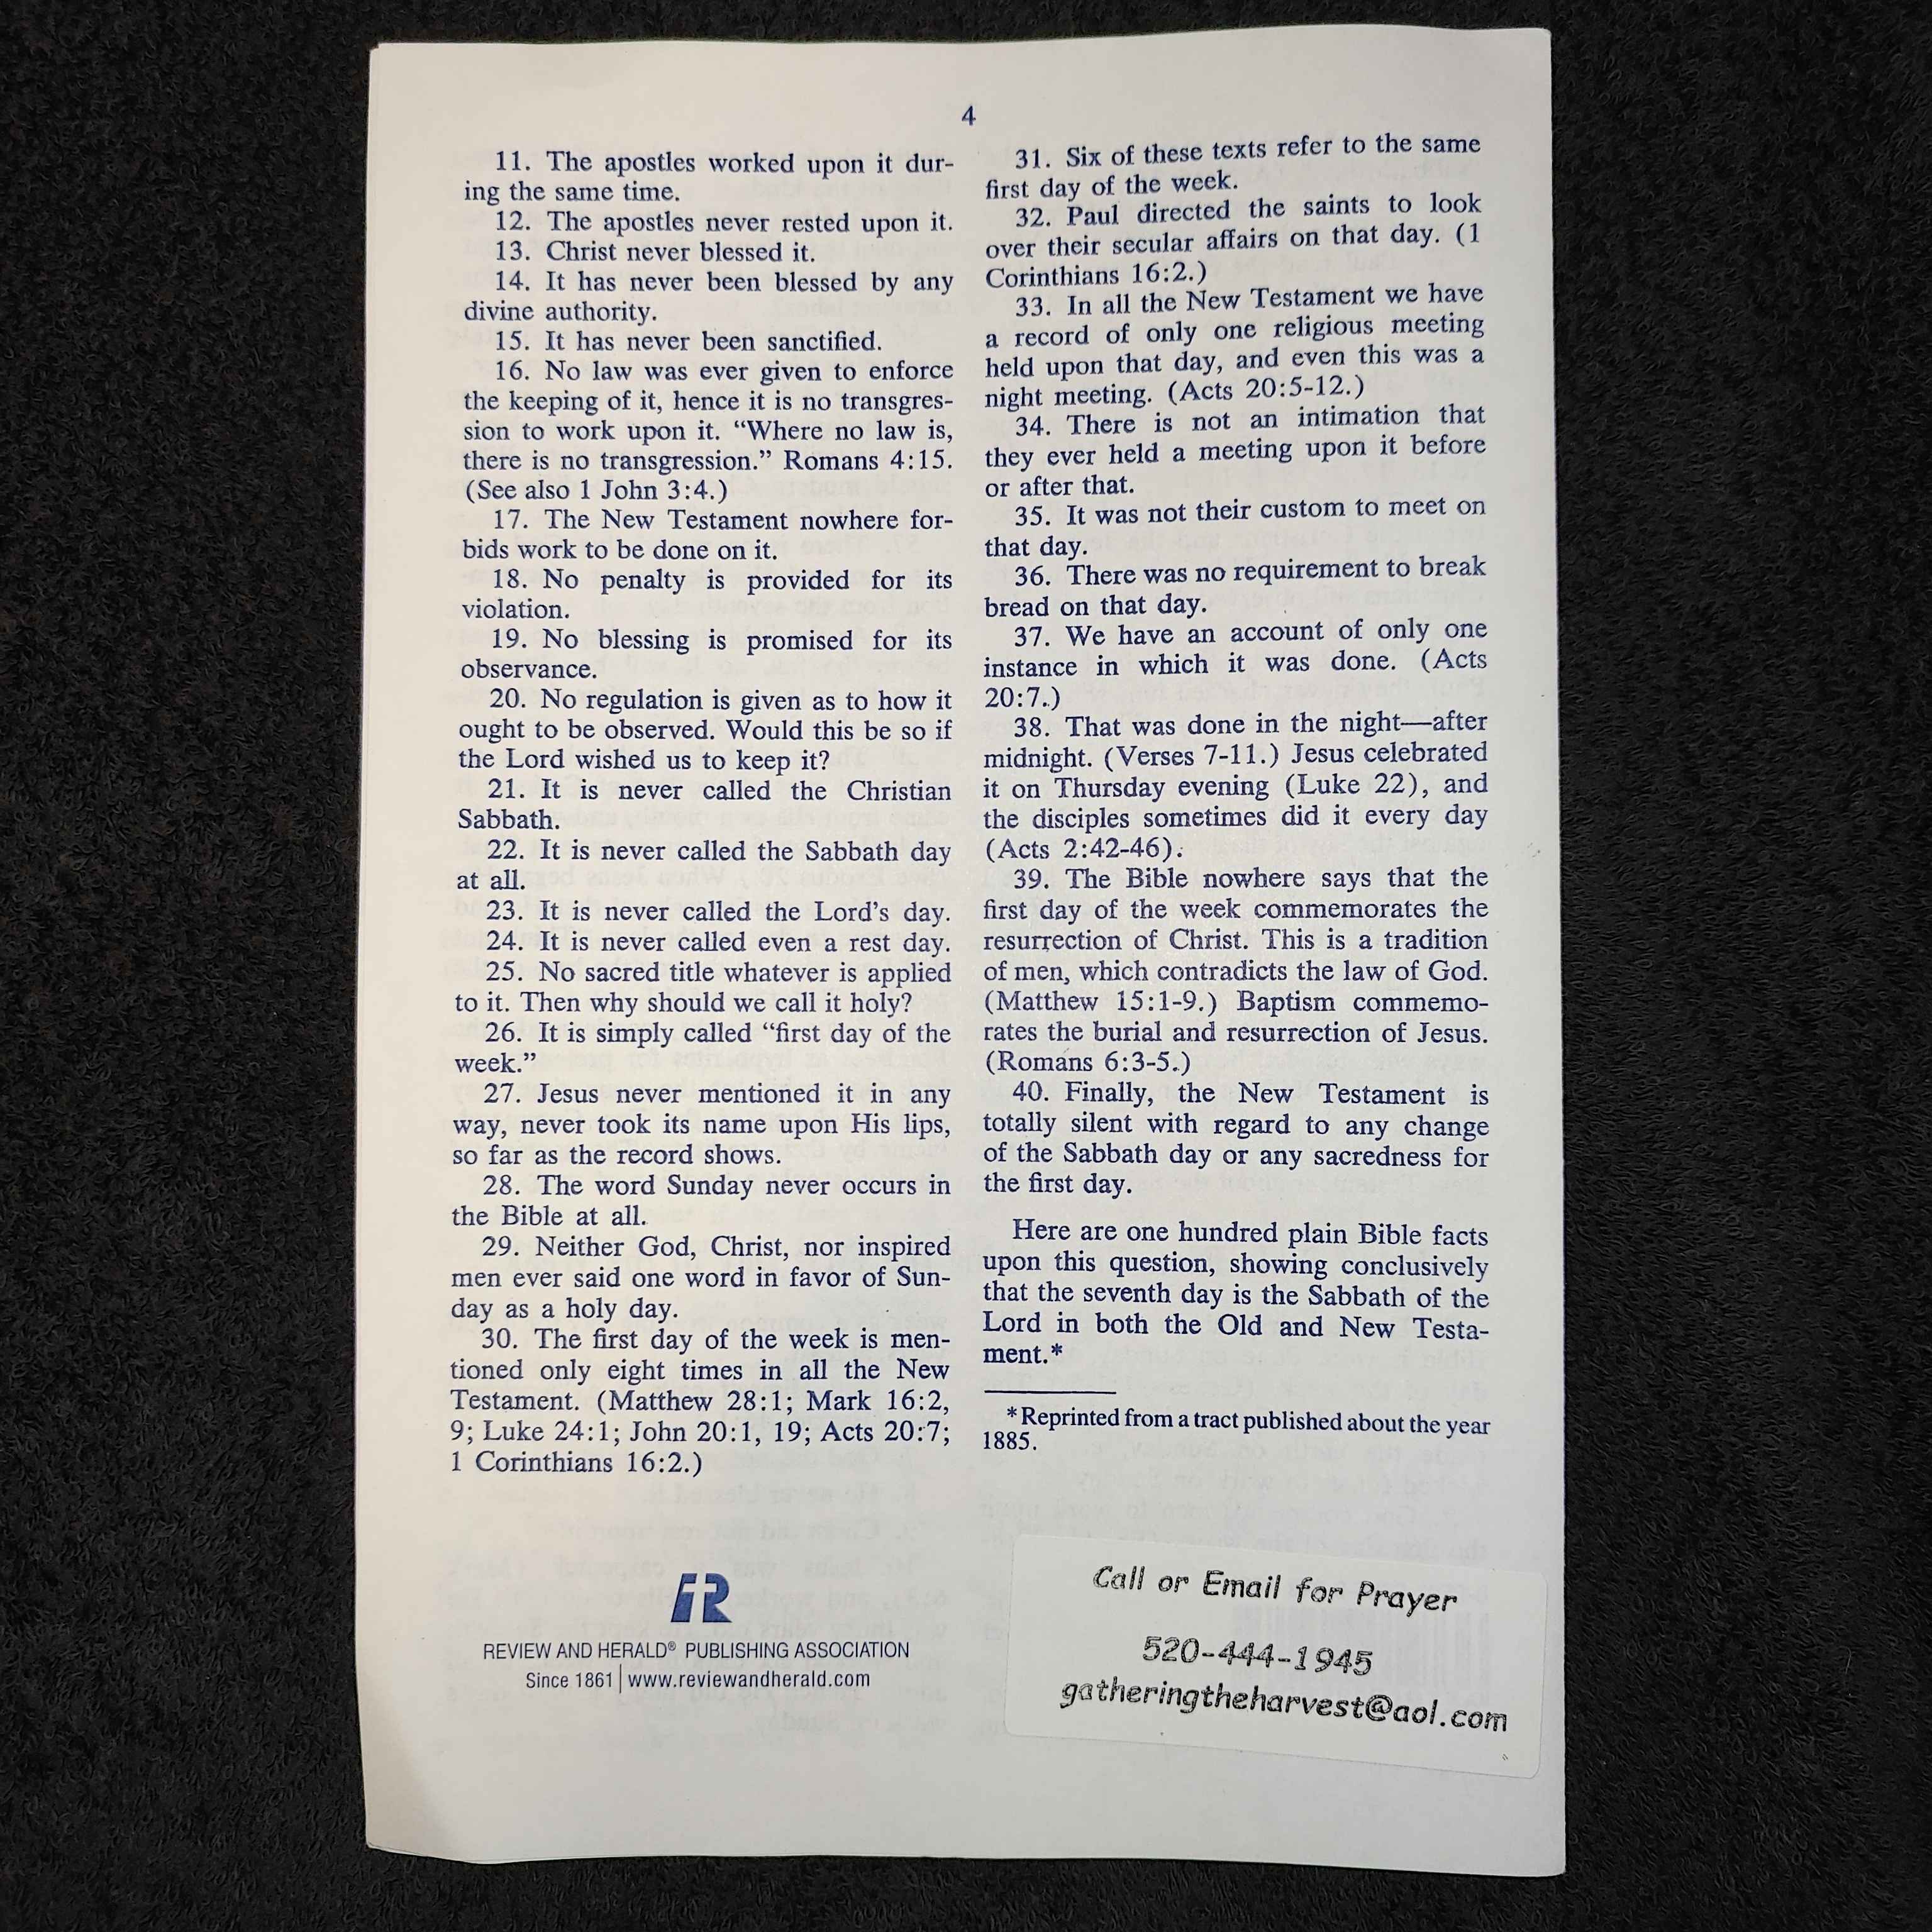 4
11. The apostles worked upon it dur-
ing the same time.
12. The apostles never rested upon it.
13. Christ never blessed it.
14. It has never been blessed by any
divine authority.
15. It has never been sanctified.
16. No law was ever given to enforce
the keeping of it, hence it is no transgres-
sion to work upon it. “Where no law is,
there is no transgression.” Romans 4:15.
(See also 1 John 3:4.)
17. The New Testament nowhere for-
bids work to be done on it.
18. No penalty is provided for its
violation.
19. No blessing is promised for its
observance.
20. No regulation is given as to how it
ought to be observed. Would this be so if
the Lord wished us to keep it?
21. It is never called the Christian
Sabbath.
22. It is never called the Sabbath day
at all.
23. It is never called the Lord’s day.
24. It is never called even a rest day.
25. No sacred title whatever is applied
to it. Then why should we call it holy?
26. It is simply called “first day of the
week.”
27. Jesus never mentioned it in any
way, never took its name upon His lips,
so far as the record shows.
28. The word Sunday never occurs in
the Bible at all.
29. Neither God, Christ, nor inspired
men ever said one word in favor of Sun-
day as a holy day.
30. The first day of the week is men-
tioned only eight times in all the New
Testament. (Matthew 28:1; Mark 16:2,
9; Luke 24:1; John 20:1, 19; Acts 20:7;
1 Corinthians 16:2.)
31. Six of these texts refer to the same
first day of the week.
32. Paul directed the saints to look
over their secular affairs on that day. (1
Corinthians 16:2.)
33. In all the New Testament we have
a record of only one religious meeting
held upon that day, and even this was a
night meeting. (Acts 20:5-12.)
34. There is not an intimation that
they ever held a meeting upon it before
or after that.
35. It was not their custom to meet on
that day.
36. There was no requirement to break
bread on that day.
37. We have an account of only one
instance in which it was done. (Acts
20:7.)
38. That was done in the night—after
midnight. (Verses 7-11.) Jesus celebrated
it on Thursday evening (Luke 22), and
the disciples sometimes did it every day
(Acts 2:42-46).
39. The Bible nowhere says that the
first day of the week commemorates the
resurrection of Christ. This is a tradition
of men, which contradicts the law of God.
(Matthew 15:1-9.) Baptism commemo-
rates the burial and resurrection of Jesus.
(Romans 6:3-5.)
40. Finally, the New Testament is
totally silent with regard to any change
of the Sabbath day or any sacredness for
the first day.
Here are one hundred plain Bible facts
upon this question, showing conclusively
that the seventh day is the Sabbath of the
Lord in both the Old and New Testa-
ment.*
*Reprinted from a tract published about the year
1885.
REVIEW AND HERALD® PUBLISHING ASSOCIATION
Since 1861 | www.reviewandherald.com
Call or Email for Prayer
520-444-1945
gatheringtheharvest@aol.com